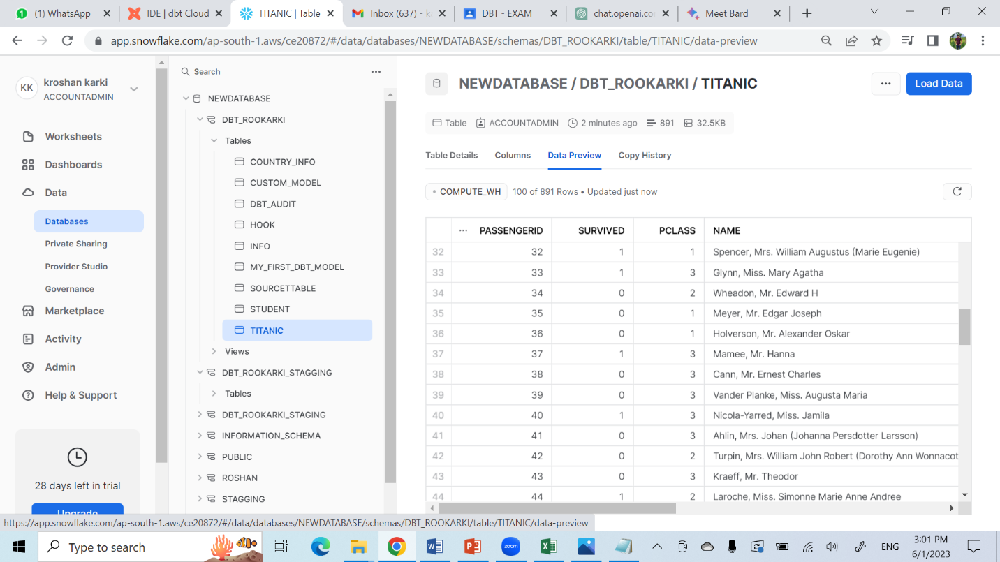 (1) WhatsApp
IDE | dbt Cloud
TITANIC | Table
Inbox (637) - k
DBT - EXAM
chat.openai.co
Meet Bard
app.snowflake.com/ap-south-1.aws/ce20872/#/data/databases/NEWDATABASE/schemas/DBT_ROOKARKI/table/TITANIC/data-preview
KK
kroshan karki
ACCOUNTADMIN
Worksheets
Dashboards
Data
Databases
Private Sharing
Provider Studio
Governance
Marketplace
Activity
Admin
Help & Support
28 days left in trial
Upgrade
Search
NEWDATABASE
DBT_ROOKARKI
Tables
COUNTRY_INFO
CUSTOM_MODEL
DBT_AUDIT
HOOK
INFO
MY_FIRST_DBT_MODEL
SOURCETTABLE
STUDENT
TITANIC
Views
DBT_ROOKARKI_STAGGING
Tables
DBT_ROOKARKI_STAGING
INFORMATION_SCHEMA
PUBLIC
ROSHAN
STAGGING
NEWDATABASE / DBT_ROOKARKI / TITANIC
Load Data
Table ACCOUNTADMIN 2 minutes ago 891 32.5KB
Table Details Columns Data Preview Copy History
COMPUTE_WH 100 of 891 Rows • Updated just now
PASSENGERID SURVIVED PCLASS NAME
32 32 1 1 Spencer, Mrs. William Augustus (Marie Eugenie)
33 33 1 3 Glynn, Miss. Mary Agatha
34 34 0 2 Wheadon, Mr. Edward H
35 35 0 1 Meyer, Mr. Edgar Joseph
36 36 0 1 Holverson, Mr. Alexander Oskar
37 37 1 3 Mamee, Mr. Hanna
38 38 0 3 Cann, Mr. Ernest Charles
39 39 0 3 Vander Planke, Miss. Augusta Maria
40 40 1 3 Nicola-Yarred, Miss. Jamila
41 41 0 3 Ahlin, Mrs. Johan (Johanna Persdotter Larsson)
42 42 0 2 Turpin, Mrs. William John Robert (Dorothy Ann Wonnacot
43 43 0 3 Kraeff, Mr. Theodor
44 44 1 2 Laroche, Miss. Simonne Marie Anne Andree
https://app.snowflake.com/ap-south-1.aws/ce20872/#/data/databases/NEWDATABASE/schemas/DBT_ROOKARKI/table/TITANIC/data-preview
Type to search
zoom
ENG
3:01 PM
6/1/2023